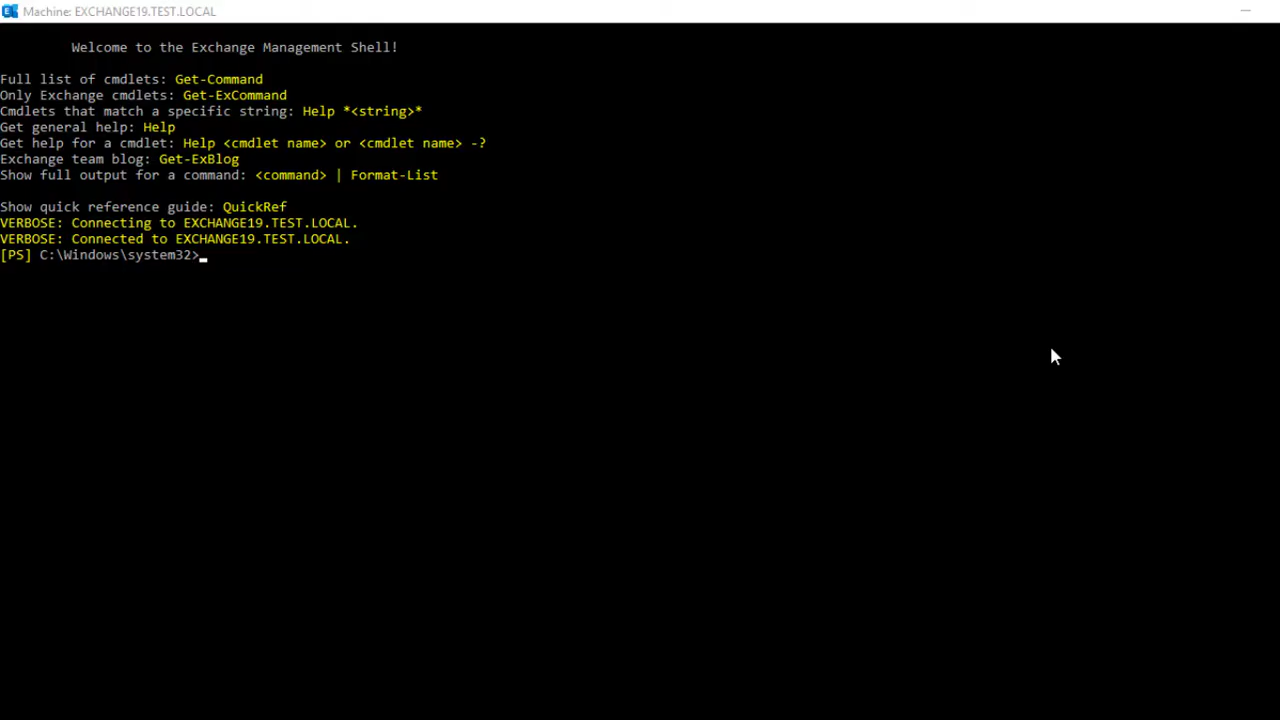 Machine: EXCHANGE19.TEST.LOCAL
Welcome to the Exchange Management Shell!
Full list of cmdlets: Get-Command
Only Exchange cmdlets: Get-ExCommand
Cmdlets that match a specific string: Help *<string>*
Get general help: Help
Get help for a cmdlet: Help <cmdlet name> or <cmdlet name> -?
Exchange team blog: Get-ExBlog
Show full output for a command: <command> | Format-List
Show quick reference guide: QuickRef
VERBOSE: Connecting to EXCHANGE19.TEST.LOCAL.
VERBOSE: Connected to EXCHANGE19.TEST.LOCAL.
[PS] C:\Windows\system32>